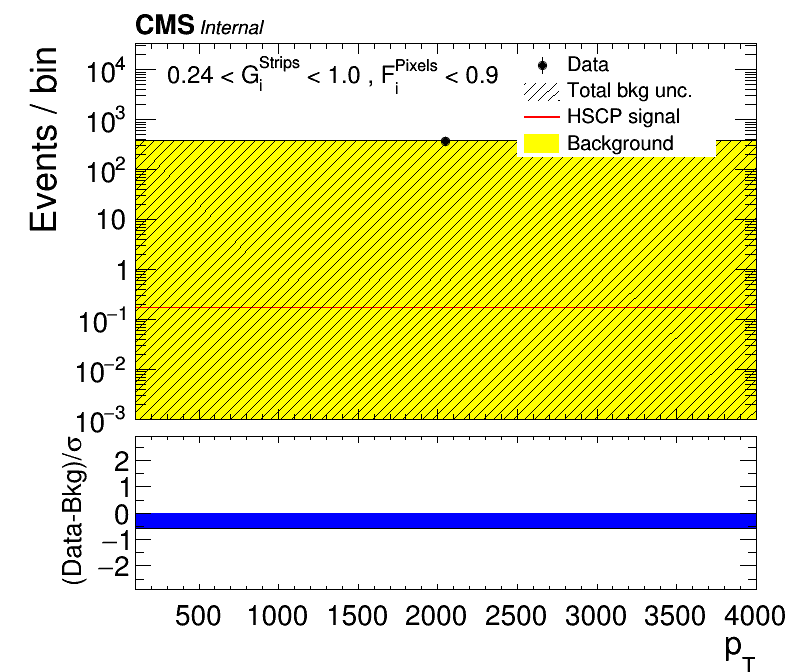 CMS Internal
Events / bin
10^4
10^3
10^2
10
1
10^−1
10^−2
10^−3
0.24 < G_i^Strips < 1.0 , F_i^Pixels < 0.9
Data
Total bkg unc.
HSCP signal
Background
(Data-Bkg)/σ
2
1
0
−1
−2
500 1000 1500 2000 2500 3000 3500 4000
p_T